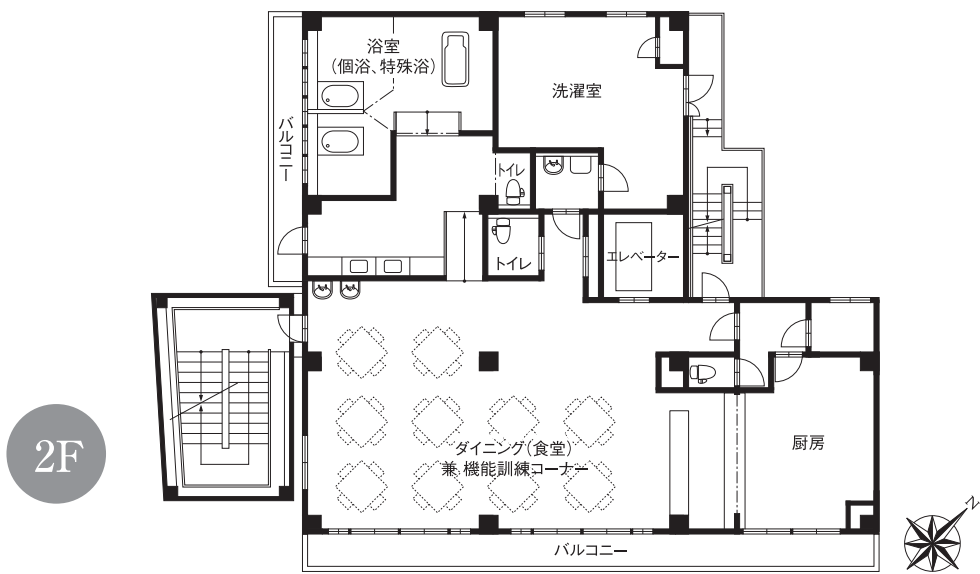 浴室
（個浴、特殊浴）
洗濯室
バルコニー
トイレ
トイレ
エレベーター
2F
ダイニング（食堂）
兼、機能訓練コーナー
厨房
バルコニー
N